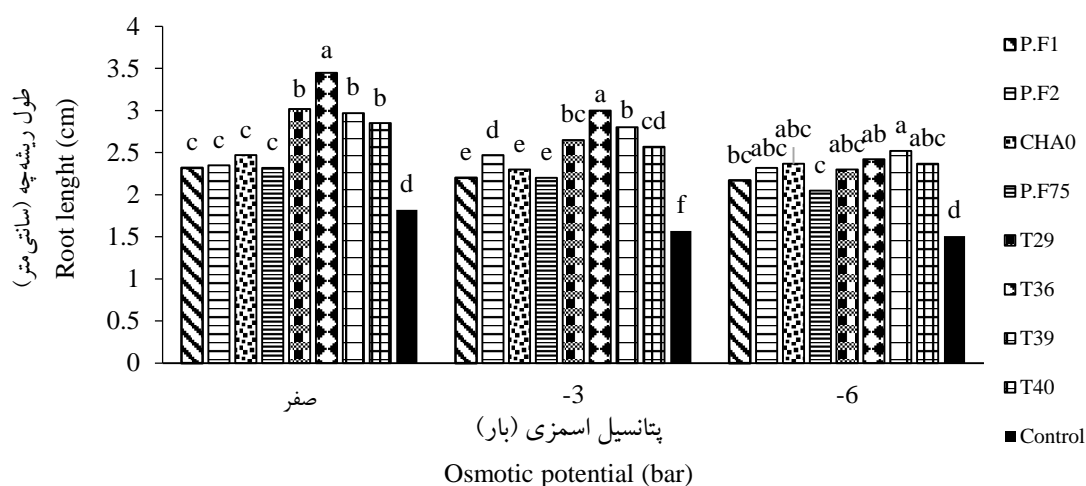 طول ریشه‌چه (سانتی‌متر)
Root lenght (cm)
4
3.5
3
2.5
2
1.5
1
0.5
0
c c c c b a b b d
e d e e bc a b cd f
bc abc abc c abc ab a abc d
صفر -3 -6
پتانسیل اسمزی (بار)
Osmotic potential (bar)
P.F1
P.F2
CHA0
P.F75
T29
T36
T39
T40
Control